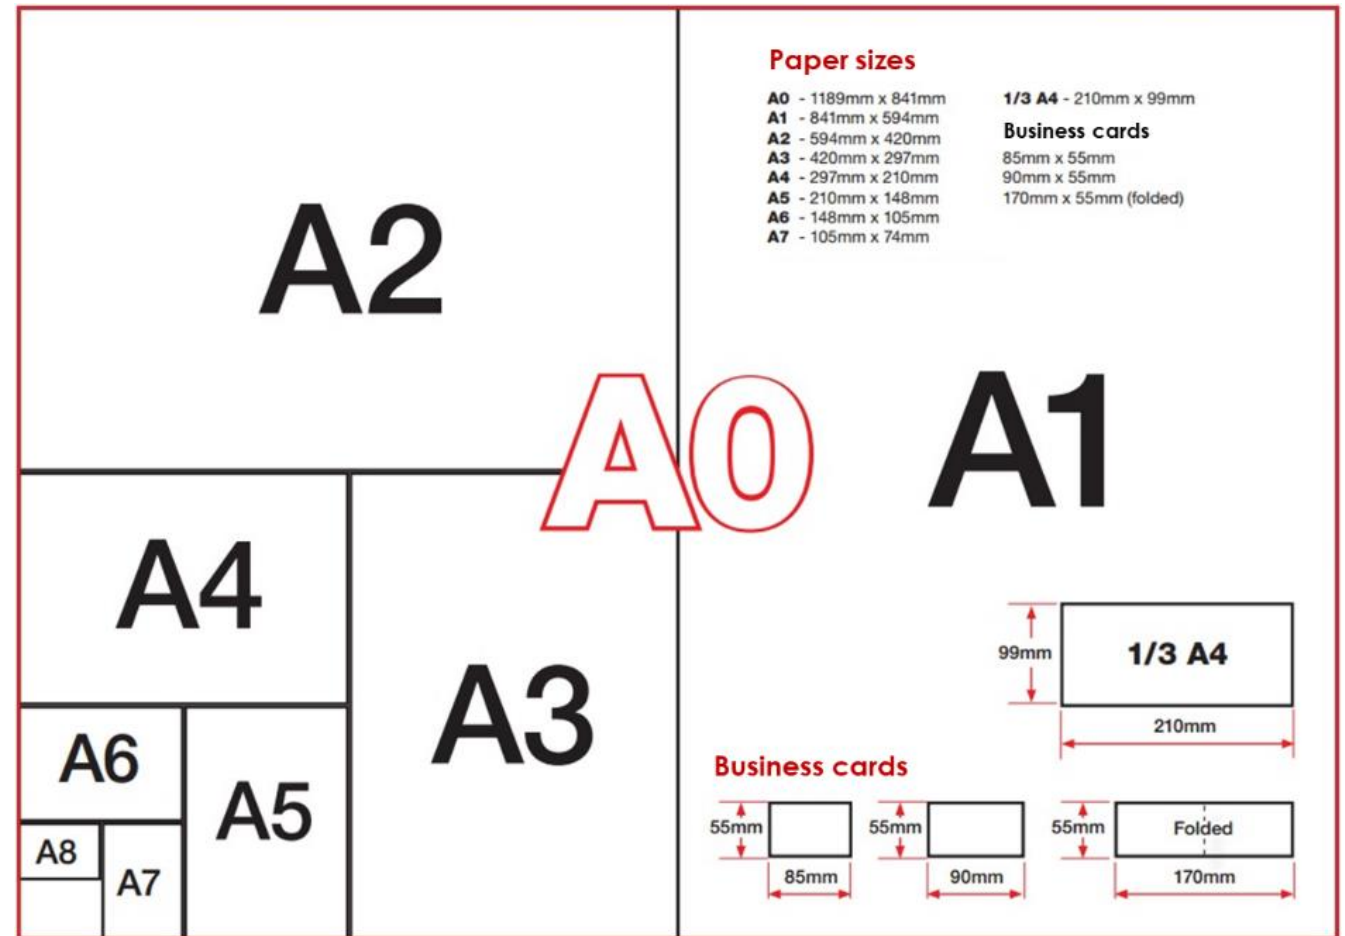 Paper sizes
A0 - 1189mm x 841mm
A1 - 841mm x 594mm
A2 - 594mm x 420mm
A3 - 420mm x 297mm
A4 - 297mm x 210mm
A5 - 210mm x 148mm
A6 - 148mm x 105mm
A7 - 105mm x 74mm
1/3 A4 - 210mm x 99mm
Business cards
85mm x 55mm
90mm x 55mm
170mm x 55mm (folded)
A2
A0
A1
A4
A3
A6
A5
A8
A7
99mm
1/3 A4
210mm
Business cards
55mm
85mm
55mm
90mm
55mm
Folded
170mm